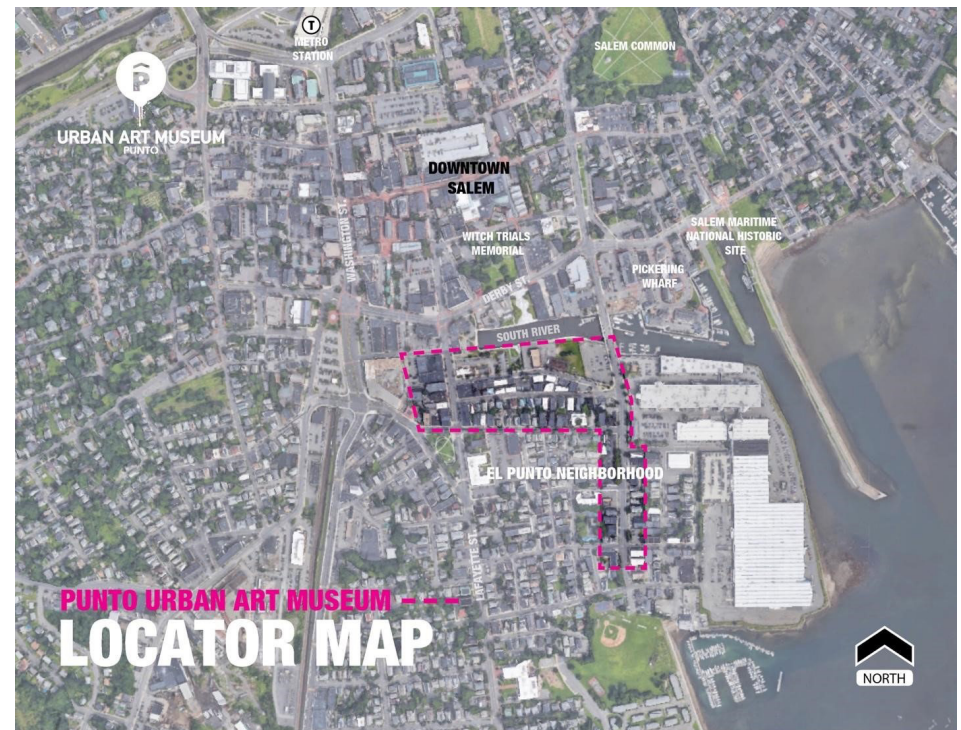 T
METRO
STATION
SALEM COMMON
P
URBAN ART MUSEUM
PUNTO
DOWNTOWN
SALEM
WASHINGTON ST.
WITCH TRIALS
MEMORIAL
SALEM MARITIME
NATIONAL HISTORIC
SITE
PICKERING
WHARF
DERBY ST.
SOUTH RIVER
EL PUNTO NEIGHBORHOOD
LAFAYETTE ST.
PUNTO URBAN ART MUSEUM
LOCATOR MAP
NORTH